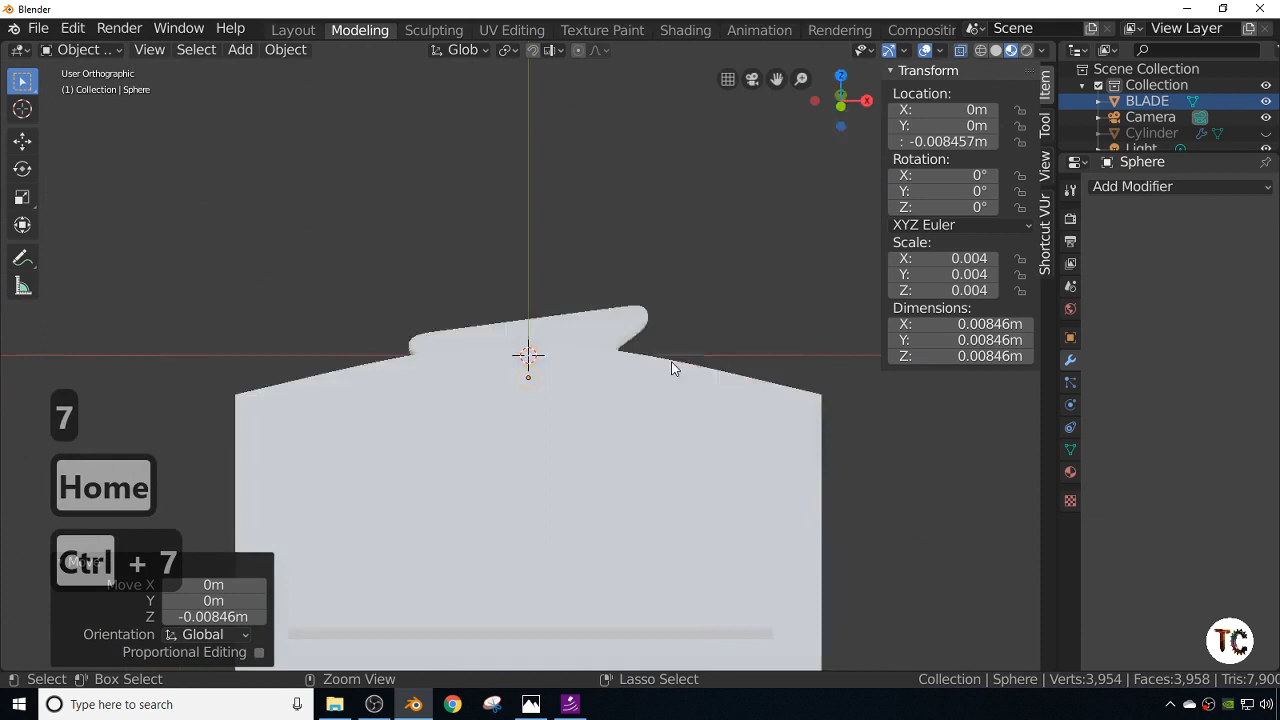 Blender
File Edit Render Window Help Layout Modeling Sculpting UV Editing Texture Paint Shading Animation Rendering Scene View Layer
Object .. View Select Add Object Glob
User Orthographic
(1) Collection | Sphere
Transform
Location:
X: 0m
Y: 0m
: -0.008457m
Rotation:
X: 0°
Y: 0°
Z: 0°
XYZ Euler
Scale:
X: 0.004
Y: 0.004
Z: 0.004
Dimensions:
X: 0.00846m
Y: 0.00846m
Z: 0.00846m
Item
Tool
View
Shortcut VUr
Z
X
Scene Collection
Collection
BLADE
Camera
Cylinder
Light
Sphere
Add Modifier
7
Home
Ctrl + 7
Move
Move X 0m
Y 0m
Z -0.00846m
Orientation Global
Proportional Editing
TC
Select Box Select Zoom View Lasso Select Collection | Sphere | Verts:3,954 | Faces:3,958 | Tris:7,900
Type here to search